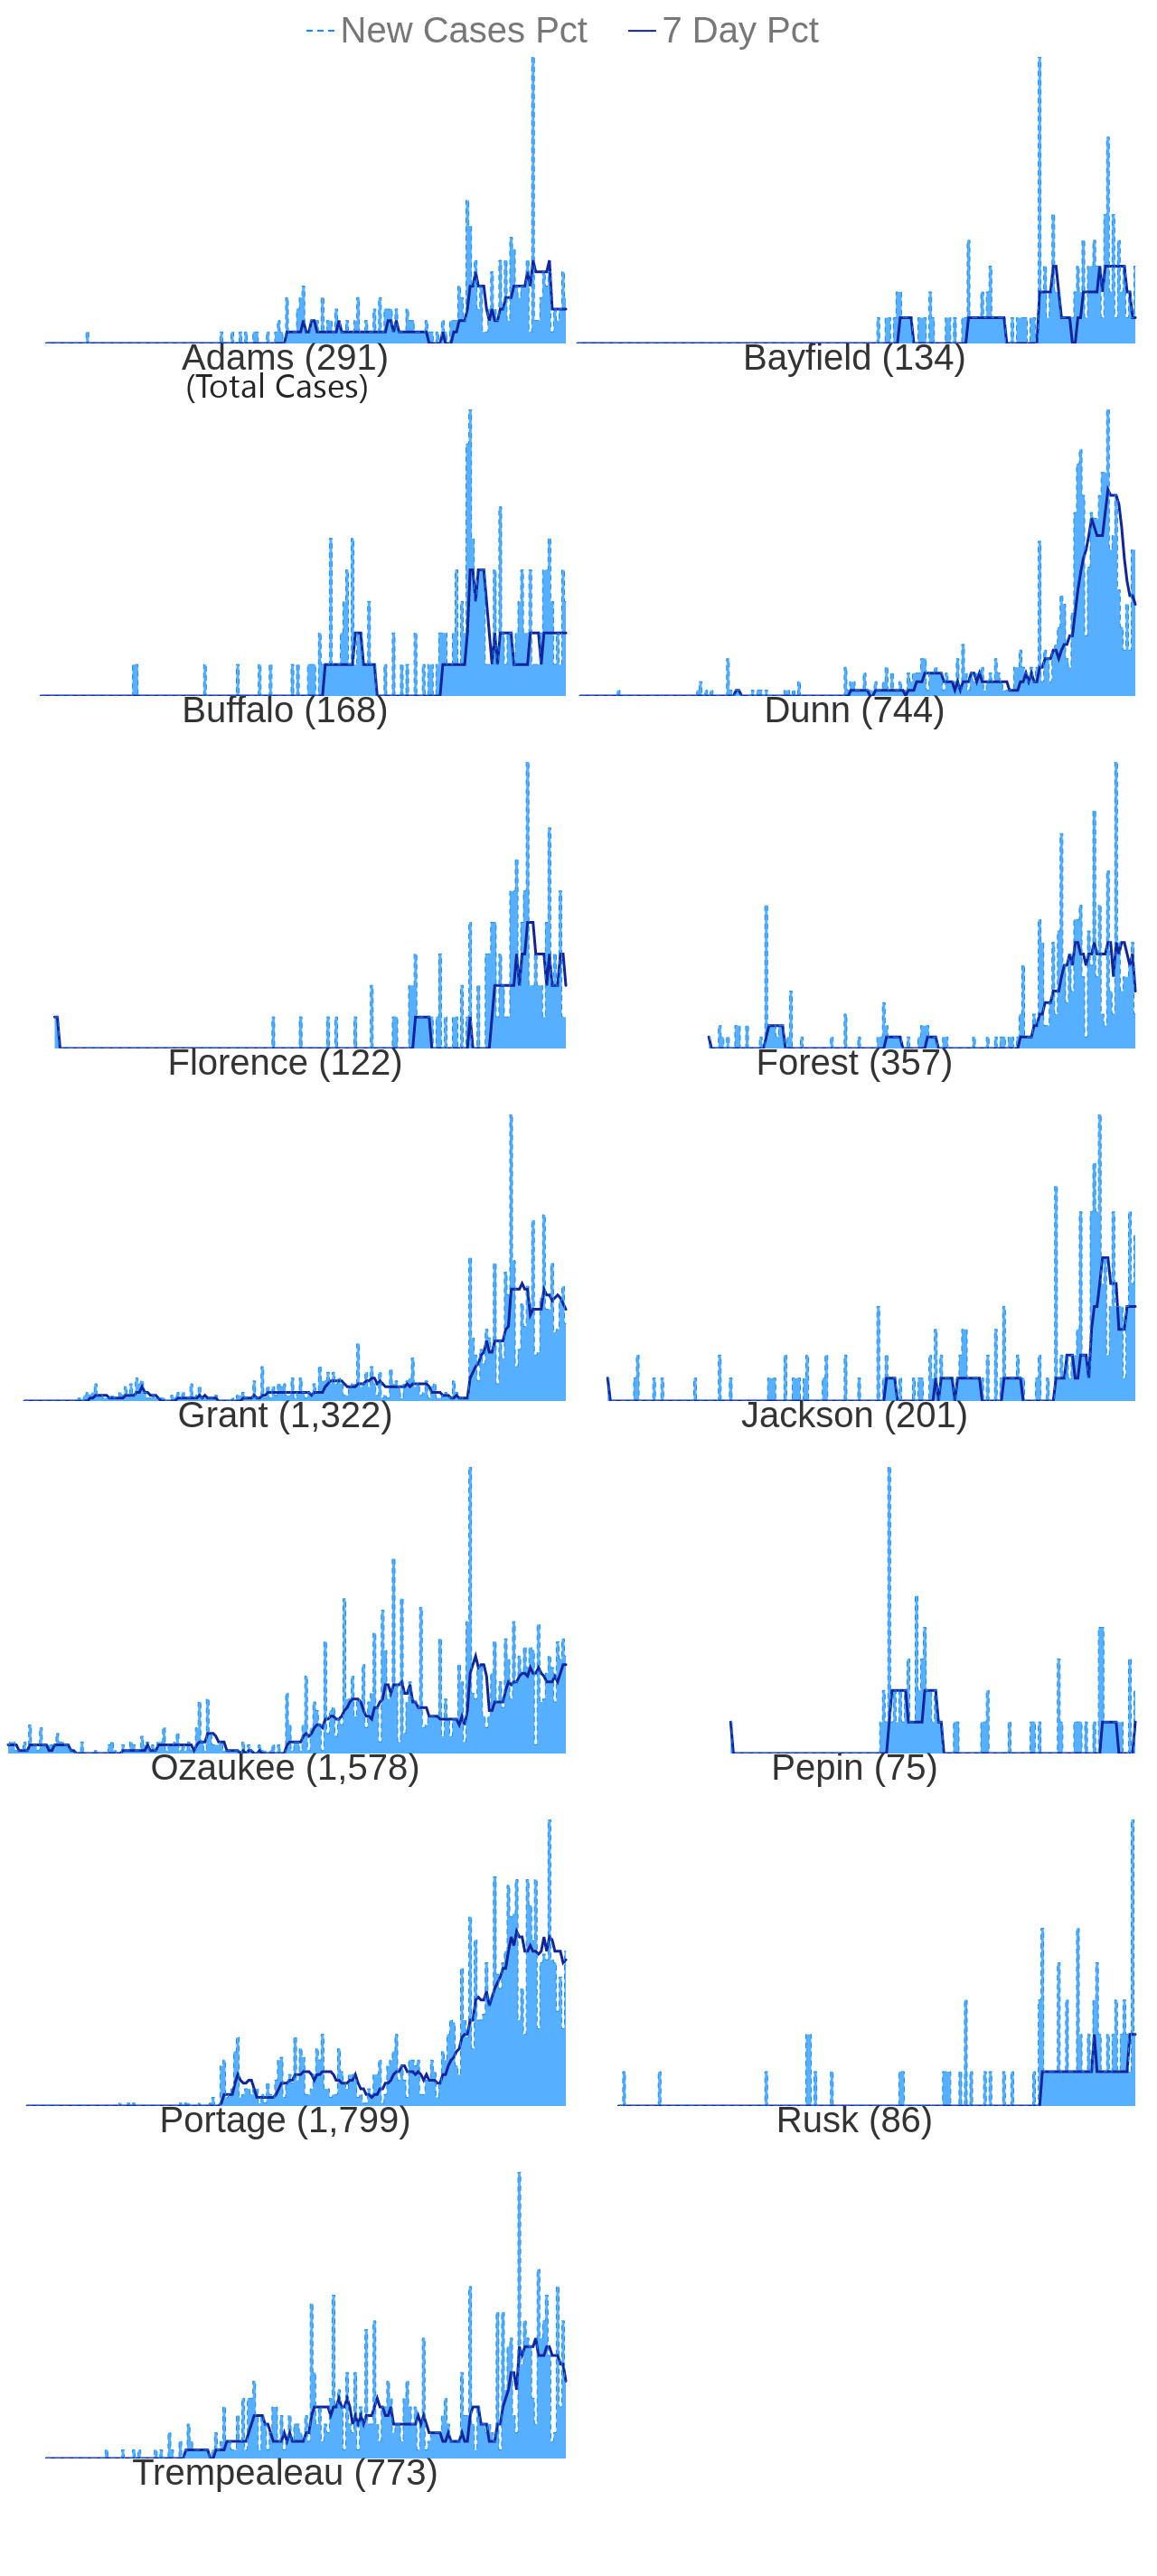 New Cases Pct 7 Day Pct
Adams (291) Bayfield (134)
(Total Cases)
Buffalo (168) Dunn (744)
Florence (122) Forest (357)
Grant (1,322) Jackson (201)
Ozaukee (1,578) Pepin (75)
Portage (1,799) Rusk (86)
Trempealeau (773)